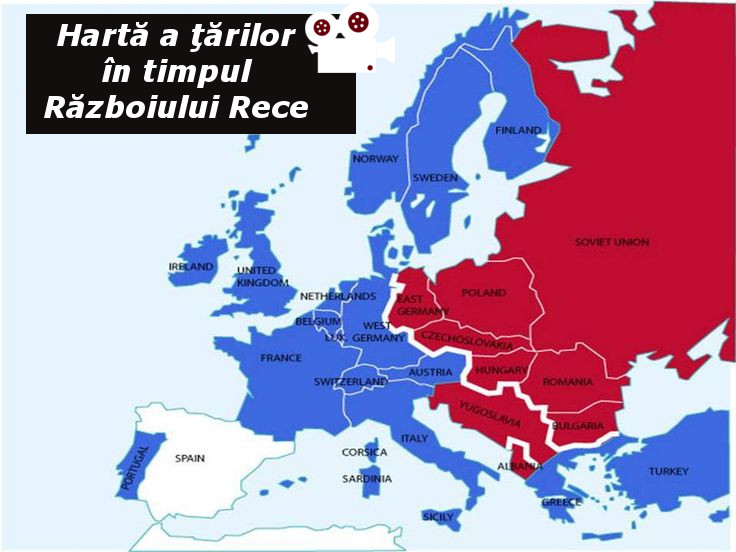 Hartă a ţărilor
în timpul
Războiului Rece
FINLAND
NORWAY
SWEDEN
SOVIET UNION
IRELAND
UNITED
KINGDOM
NETHERLANDS
EAST
GERMANY
POLAND
BELGIUM
WEST
GERMANY
LUX.
CZECHOSLOVAKIA
FRANCE
SWITZERLAND
AUSTRIA
HUNGARY
ROMANIA
YUGOSLAVIA
BULGARIA
ITALY
CORSICA
PORTUGAL
SPAIN
ALBANIA
TURKEY
SARDINIA
GREECE
SICILY